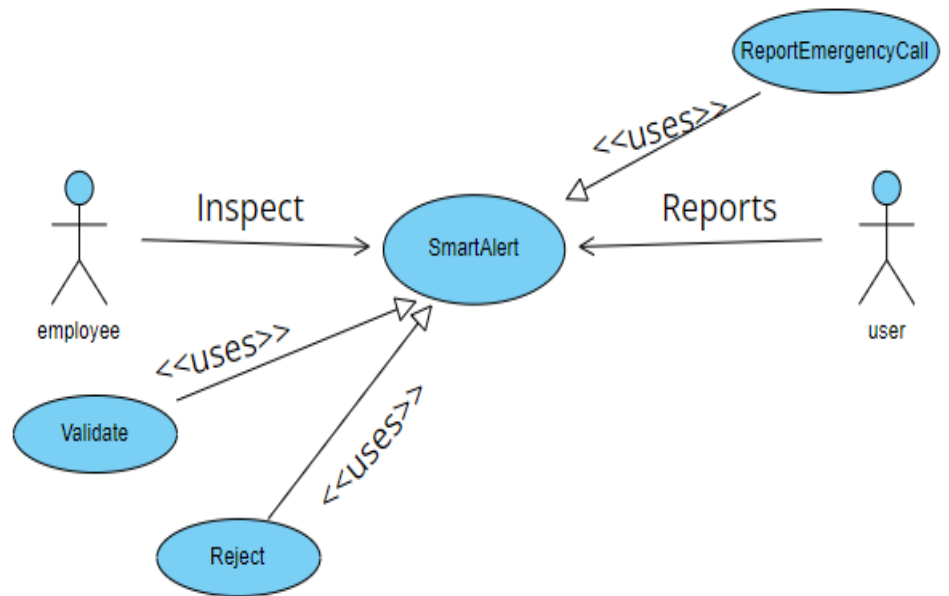 ReportEmergencyCall
<<uses>>
Inspect
Reports
SmartAlert
employee
user
<<uses>>
Validate
<<uses>>
Reject